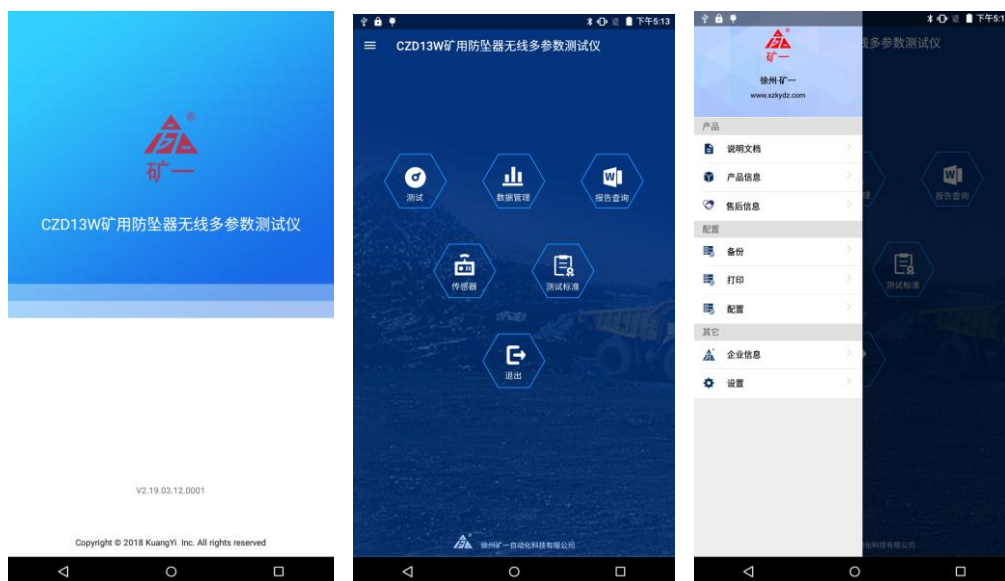 ®
矿一
CZD13W矿用防坠器无线多参数测试仪
V2.19.03.12.0001
Copyright © 2018 KuangYi Inc. All rights reserved
下午5:13
CZD13W矿用防坠器无线多参数测试仪
测试
数据管理
报告查询
传感器
测试标准
退出
徐州矿一自动化科技有限公司
下午5:1
矿一
徐州·矿一
www.xzkydz.com
线多参数测试仪
产品
说明文档
产品信息
售后信息
配置
备份
打印
配置
其它
企业信息
设置
理
报告查询
测试标准
化科技有限公司